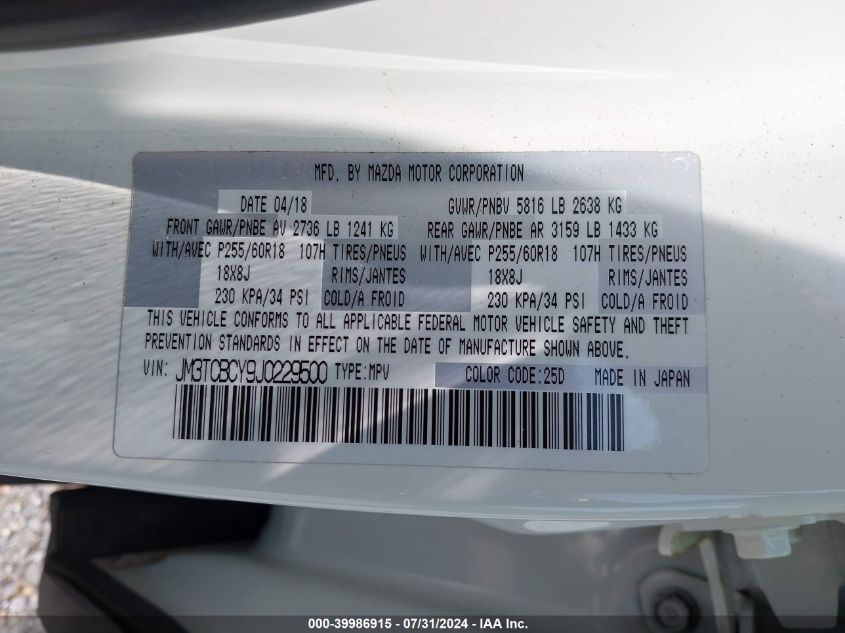 MFD. BY MAZDA MOTOR CORPORATION
DATE 04/18 GVWR/PNBV 5816 LB 2638 KG
FRONT GAWR/PNBE AV 2736 LB 1241 KG REAR GAWR/PNBE AR 3159 LB 1433 KG
WITH/AVEC P255/60R18 107H TIRES/PNEUS WITH/AVEC P255/60R18 107H TIRES/PNEUS
18X8J RIMS/JANTES 18X8J RIMS/JANTES
230 KPA/34 PSI COLD/A FROID 230 KPA/34 PSI COLD/A FROID
THIS VEHICLE CONFORMS TO ALL APPLICABLE FEDERAL MOTOR VEHICLE SAFETY AND THEFT
PREVENTION STANDARDS IN EFFECT ON THE DATE OF MANUFACTURE SHOWN ABOVE.
VIN: JM3TCBCY9J0229500 TYPE:MPV COLOR CODE:25D MADE IN JAPAN
000-39986915 - 07/31/2024 - IAA Inc.